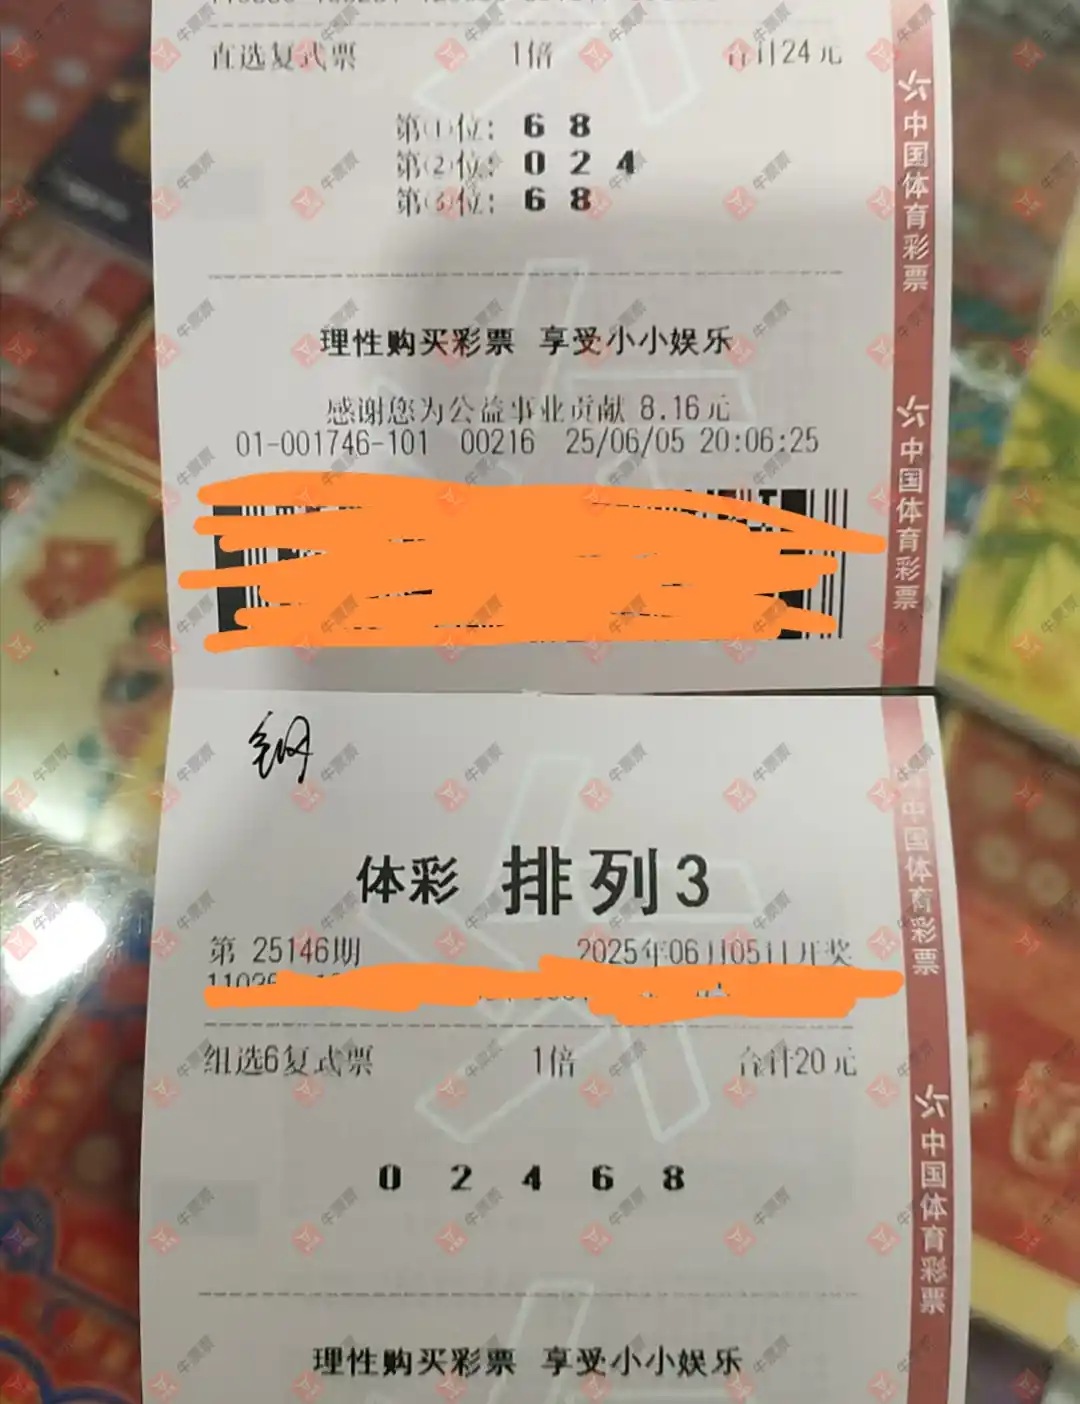 直选复式票 1倍 合计24元
第①位: 6 8
第②位: 0 2 4
第③位: 6 8
理性购买彩票 享受小小娱乐
感谢您为公益事业贡献 8.16元
01-001746-101 00216 25/06/05 20:06:25
中国体育彩票
中国体育彩票
体彩 排列3
第 25146期 2025年06月05日开奖
组选6复式票 1倍 合计20元
0 2 4 6 8
理性购买彩票 享受小小娱乐
中国体育彩票
中国体育彩票
牛票票